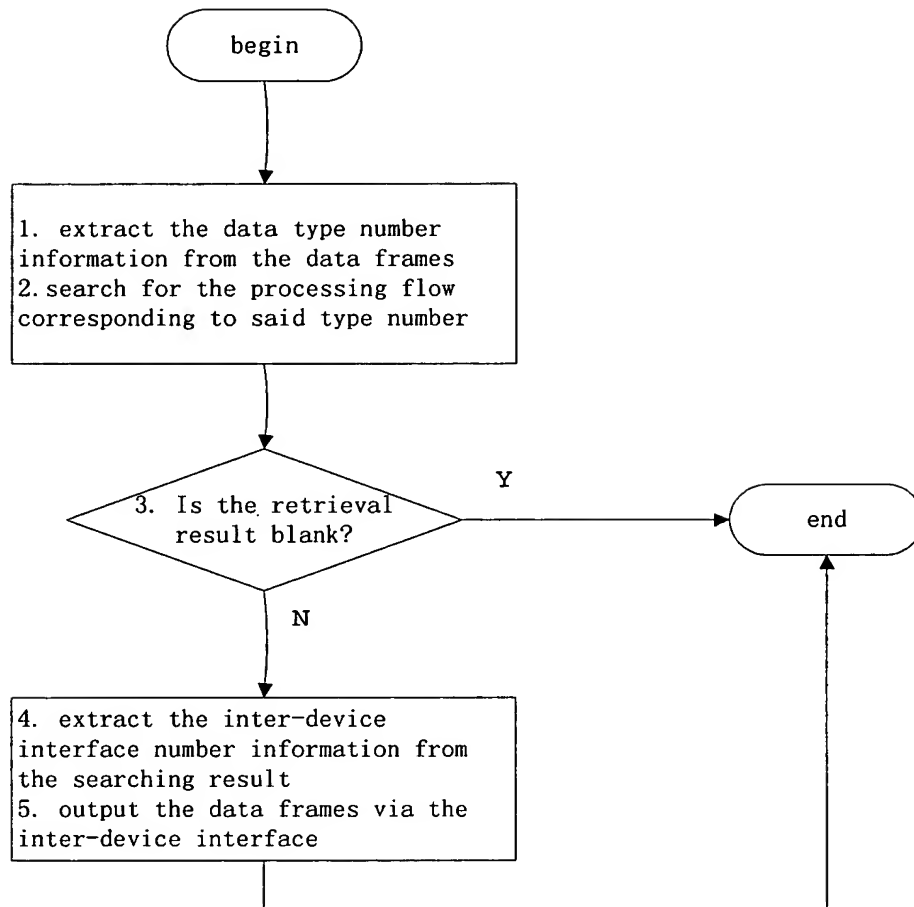 begin
1. extract the data type number
information from the data frames
2. search for the processing flow
corresponding to said type number
3. Is the retrieval
result blank?
Y
end
N
4. extract the inter-device
interface number information from
the searching result
5. output the data frames via the
inter-device interface